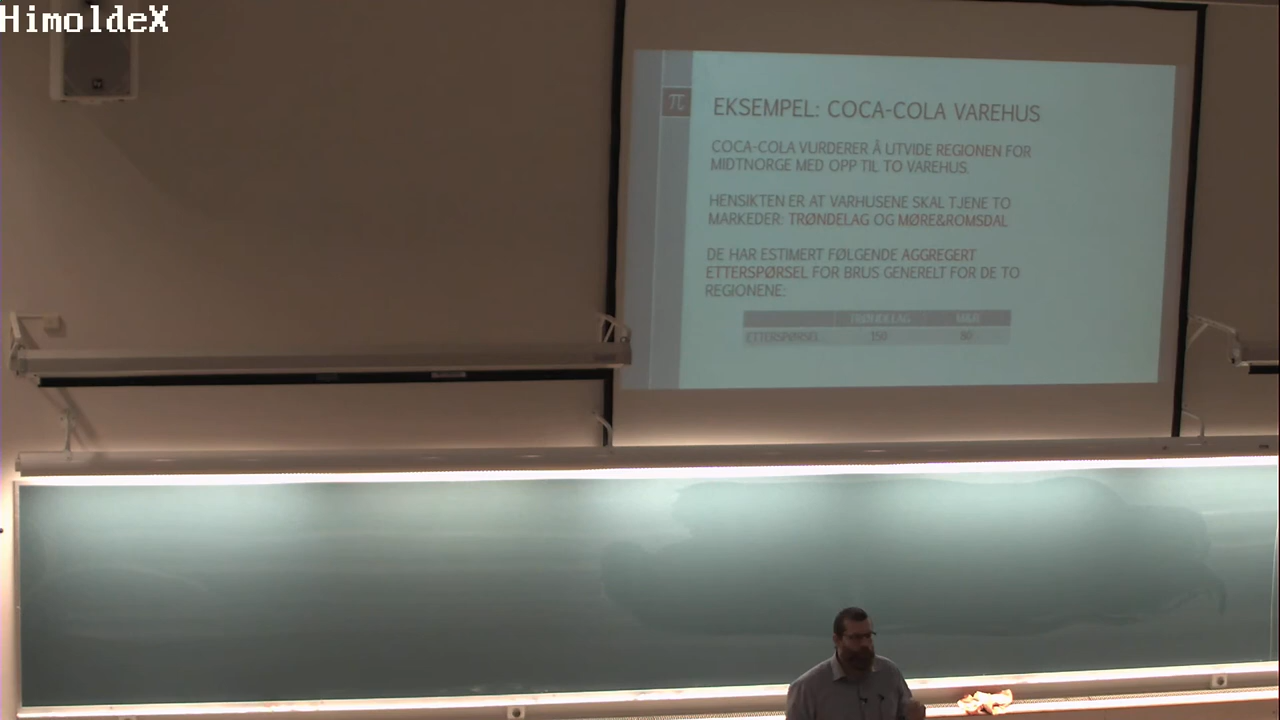 HimoldeX
π
EKSEMPEL: COCA-COLA VAREHUS
COCA-COLA VURDERER Å UTVIDE REGIONEN FOR
MIDTNORGE MED OPP TIL TO VAREHUS.
HENSIKTEN ER AT VARHUSENE SKAL TJENE TO
MARKEDER: TRØNDELAG OG MØRE&ROMSDAL
DE HAR ESTIMERT FØLGENDE AGGREGERT
ETTERSPØRSEL FOR BRUS GENERELT FOR DE TO
REGIONENE:
TRØNDELAG
ETTERSPØRSEL 150 80